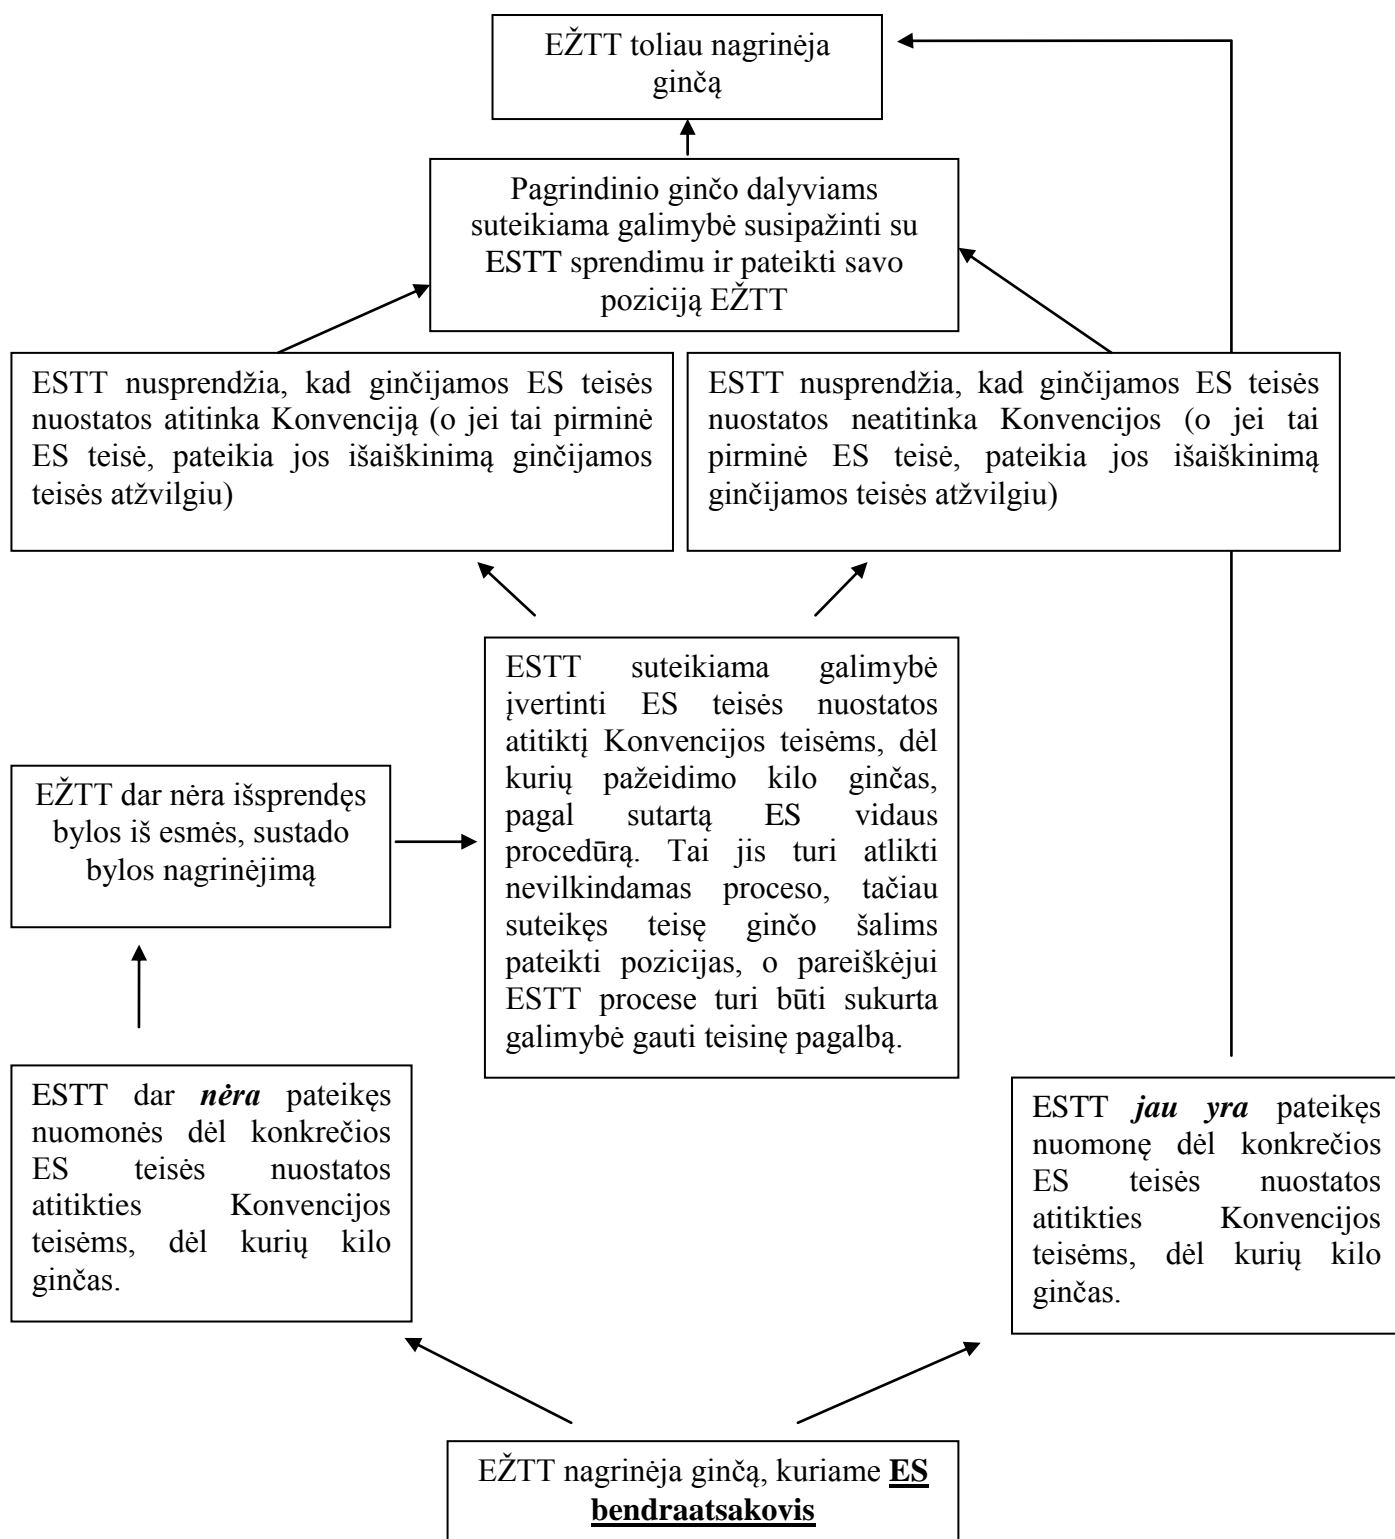 EŽTT toliau nagrinėja
ginčą
Pagrindinio ginčo dalyviams
suteikiama galimybė susipažinti su
ESTT sprendimu ir pateikti savo
poziciją EŽTT
ESTT nusprendžia, kad ginčijamos ES teisės
nuostatos atitinka Konvenciją (o jei tai pirminė
ES teisė, pateikia jos išaiškinimą ginčijamos
teisės atžvilgiu)
ESTT nusprendžia, kad ginčijamos ES teisės
nuostatos neatitinka Konvencijos (o jei tai
pirminė ES teisė, pateikia jos išaiškinimą
ginčijamos teisės atžvilgiu)
ESTT suteikiama galimybė
įvertinti ES teisės nuostatos
atitiktį Konvencijos teisėms, dėl
kurių pažeidimo kilo ginčas,
pagal sutartą ES vidaus
procedūrą. Tai jis turi atlikti
nevilkindamas proceso, tačiau
suteikęs teisę ginčo šalims
pateikti pozicijas, o pareiškėjui
ESTT procese turi būti sukurta
galimybė gauti teisinę pagalbą.
EŽTT dar nėra išsprendęs
bylos iš esmės, sustado
bylos nagrinėjimą
ESTT dar nėra pateikęs
nuomonės dėl konkrečios
ES teisės nuostatos
atitikties Konvencijos
teisėms, dėl kurių kilo
ginčas.
ESTT jau yra pateikęs
nuomonę dėl konkrečios
ES teisės nuostatos
atitikties Konvencijos
teisėms, dėl kurių kilo
ginčas.
EŽTT nagrinėja ginčą, kuriame ES
bendraatsakovis